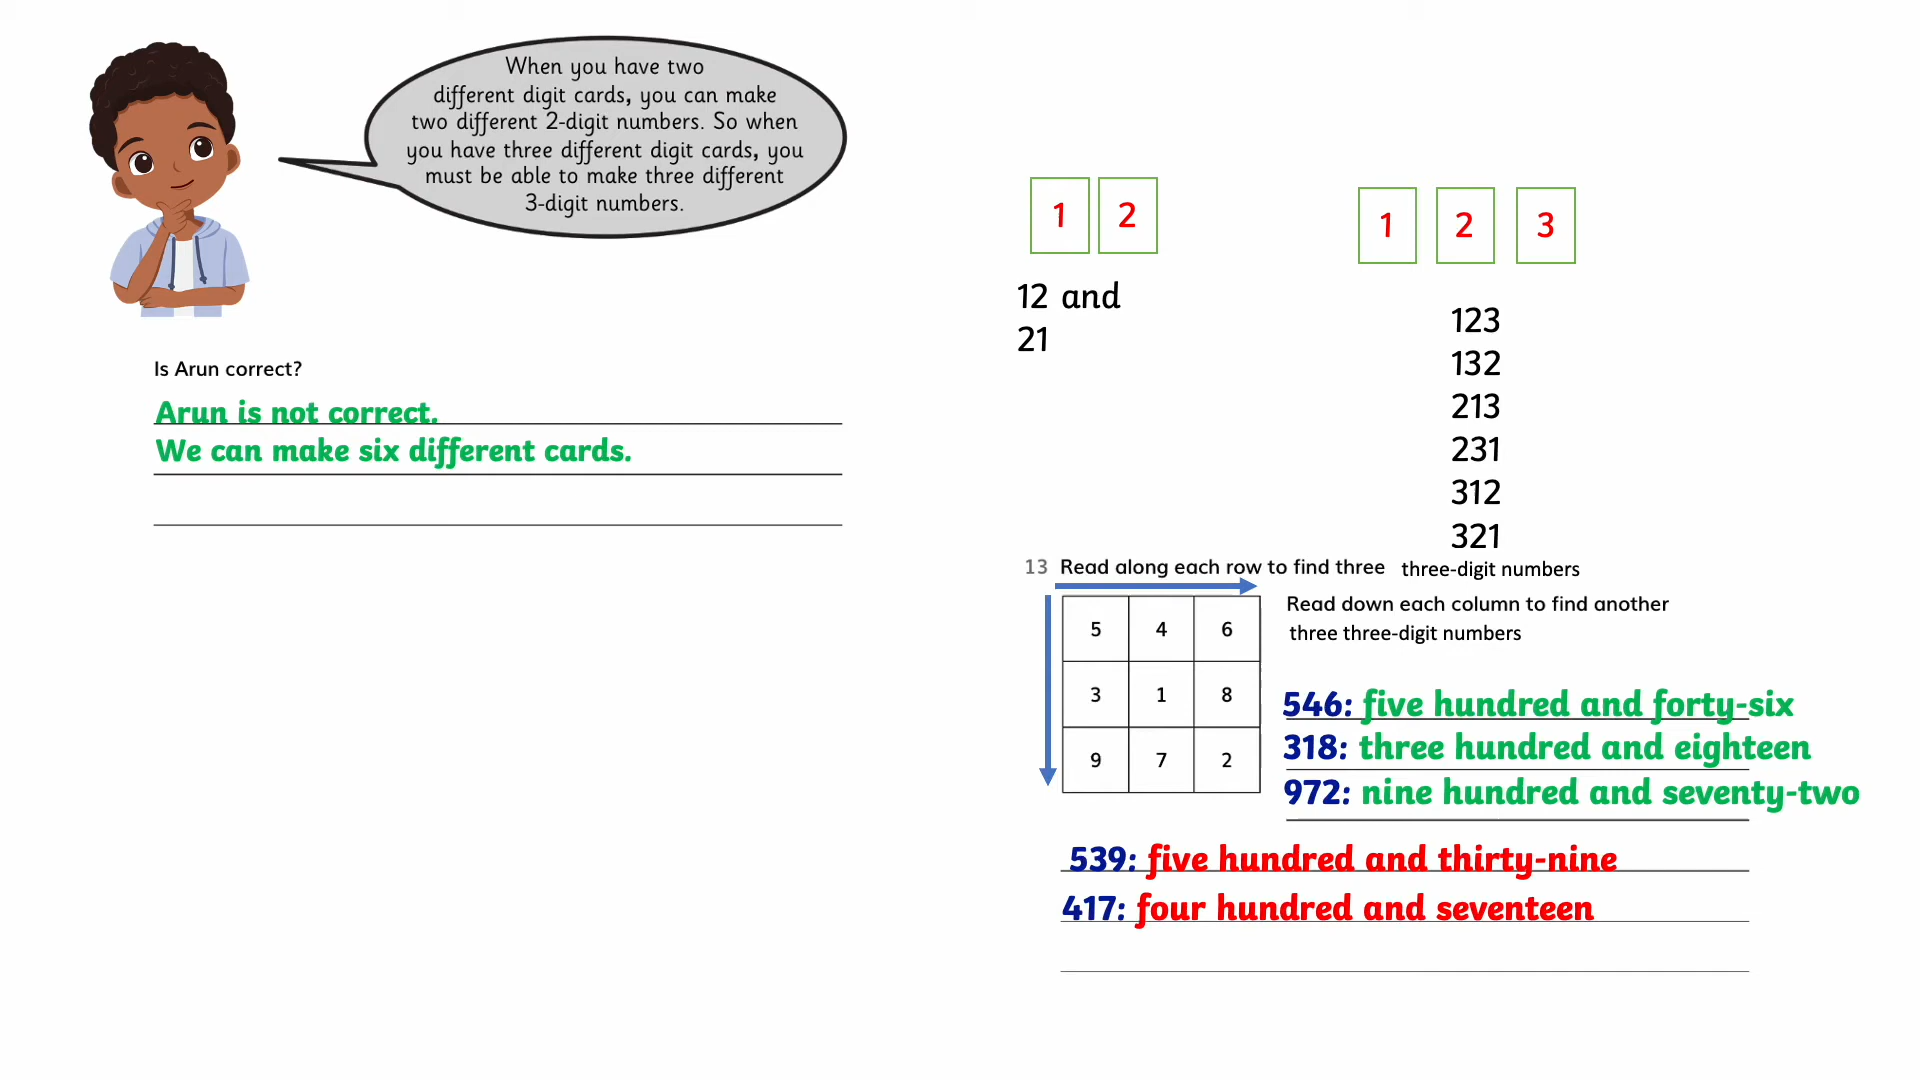 When you have two
different digit cards, you can make
two different 2-digit numbers. So when
you have three different digit cards, you
must be able to make three different
3-digit numbers.
Is Arun correct?
Arun is not correct.
We can make six different cards.
1 2
12 and
21
1 2 3
123
132
213
231
312
321
13 Read along each row to find three three-digit numbers
5 4 6
3 1 8
9 7 2
Read down each column to find another
three three-digit numbers
546: five hundred and forty-six
318: three hundred and eighteen
972: nine hundred and seventy-two
539: five hundred and thirty-nine
417: four hundred and seventeen